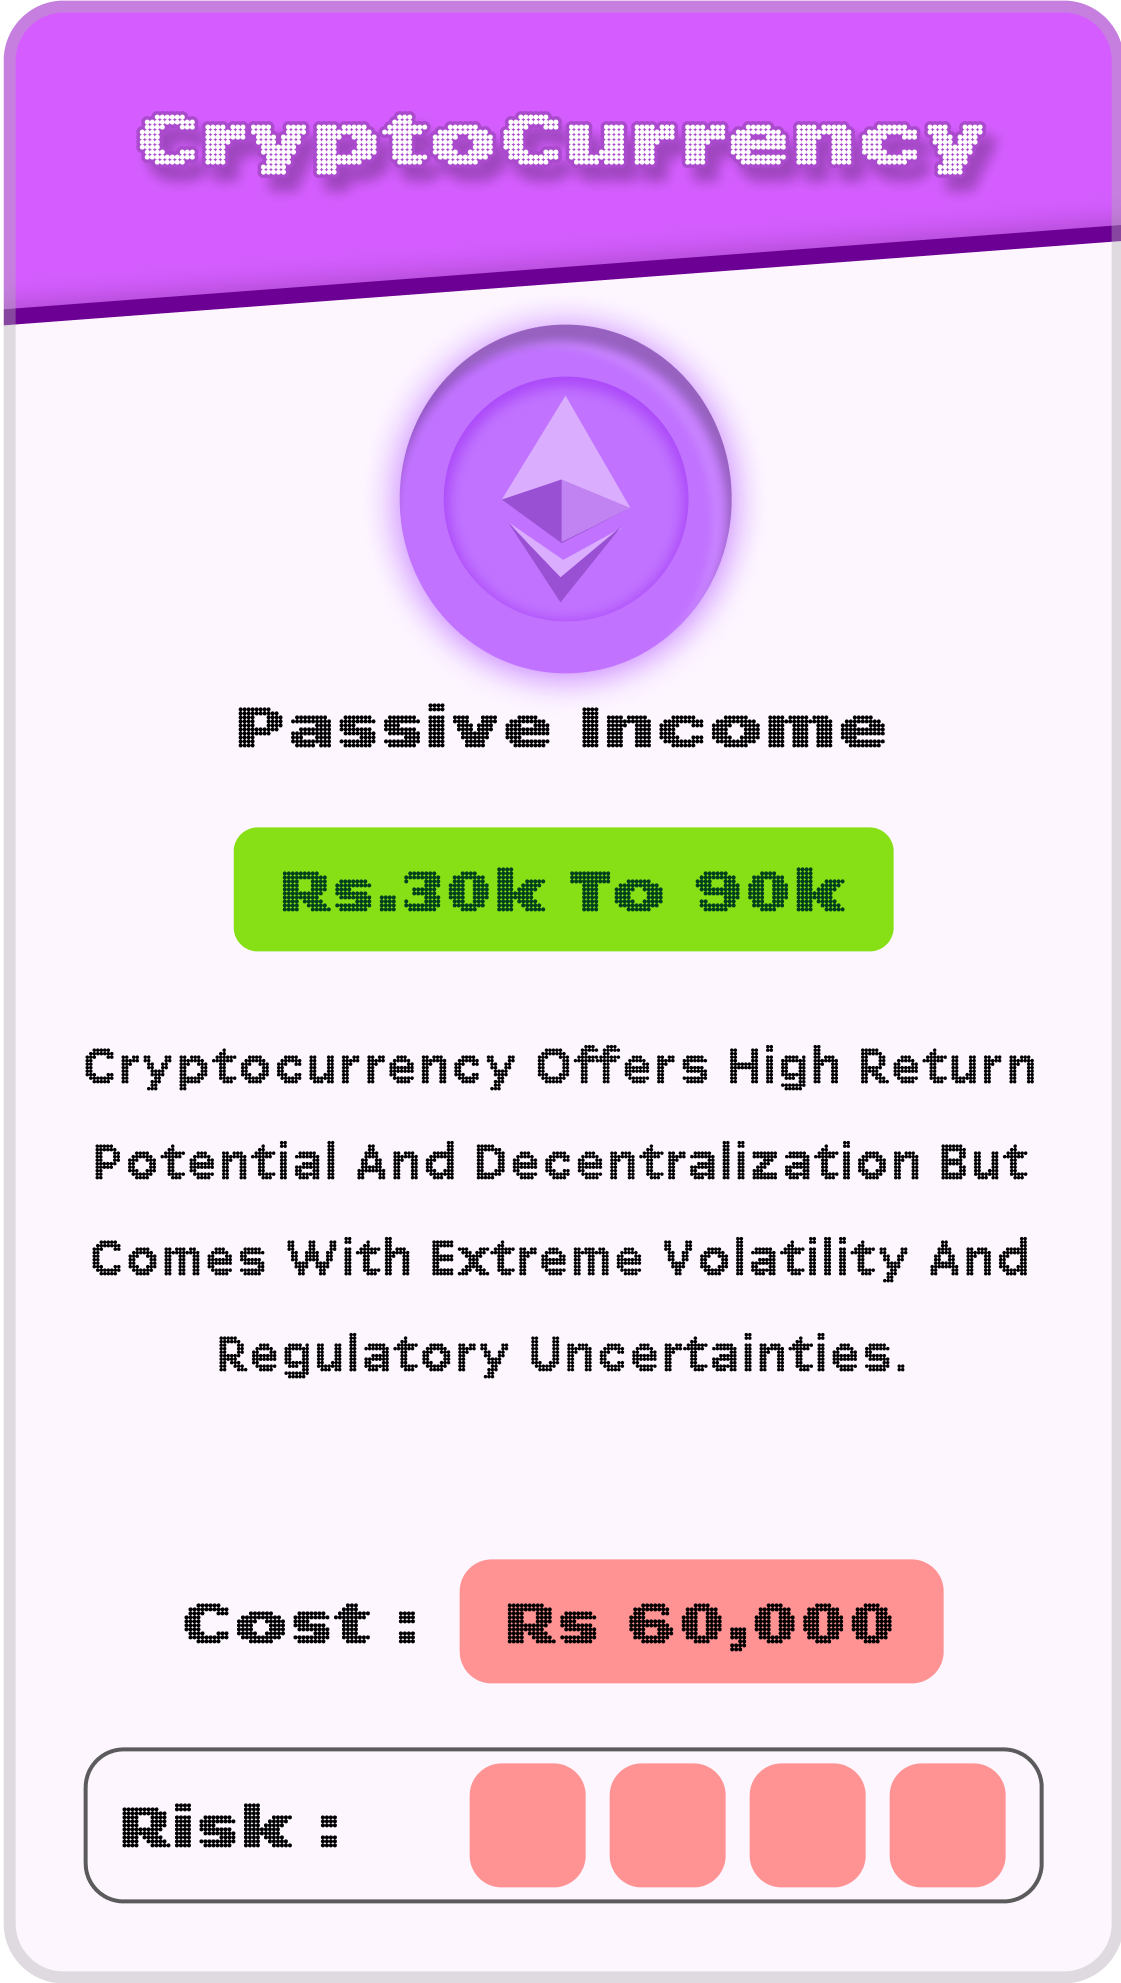 CryptoCurrency
Passive Income
Rs.30k To 90k
Cryptocurrency Offers High Return
Potential And Decentralization But
Comes With Extreme Volatility And
Regulatory Uncertainties.
Cost : Rs 60,000
Risk :